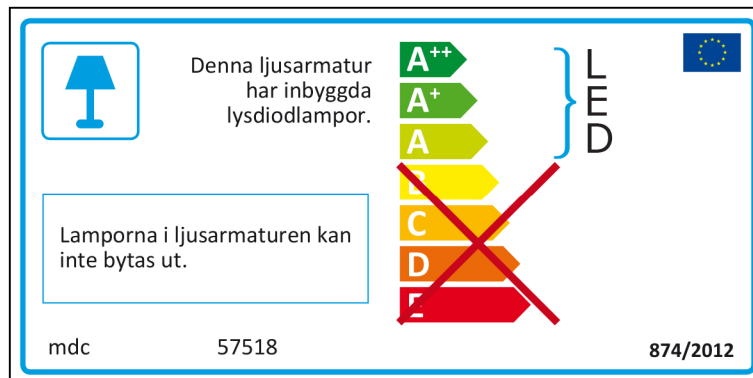 Denna ljusarmatur
har inbyggda
lysdiodlampor.
A++
A+
A
B
C
D
E
L
E
D
Lamporna i ljusarmaturen kan
inte bytas ut.
mdc 57518
874/2012